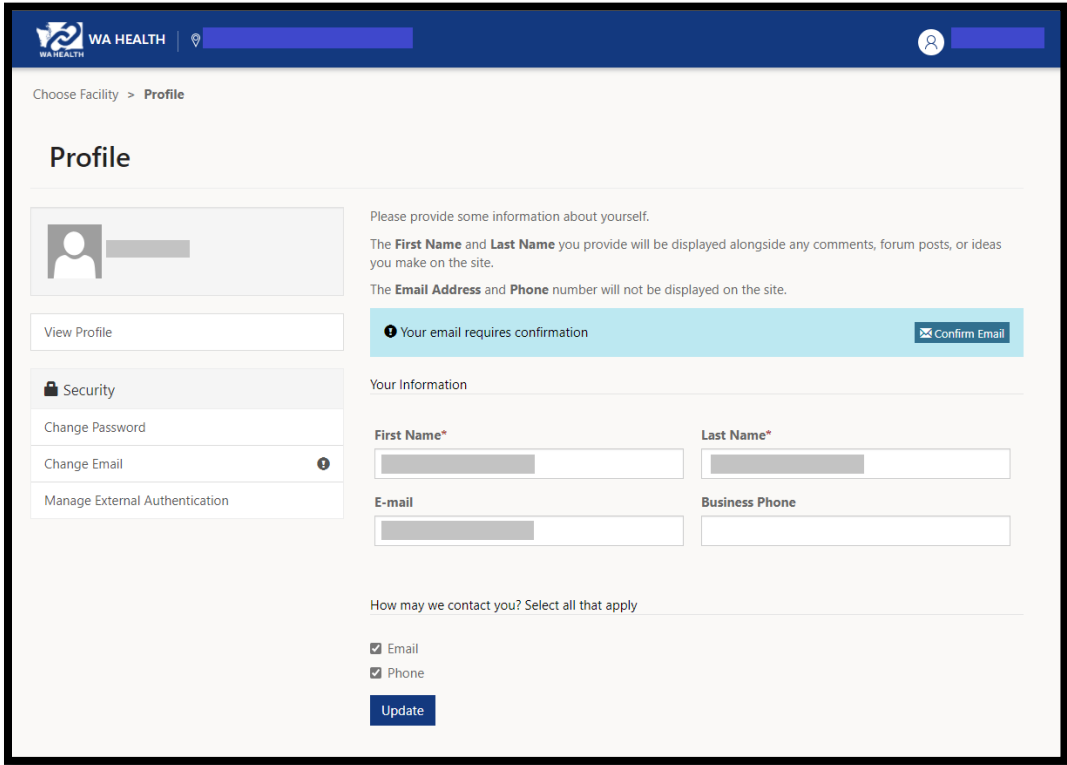 WA HEALTH
WA HEALTH
Choose Facility > Profile
Profile
View Profile
Security
Change Password
Change Email
Manage External Authentication
Please provide some information about yourself.
The First Name and Last Name you provide will be displayed alongside any comments, forum posts, or ideas
you make on the site.
The Email Address and Phone number will not be displayed on the site.
Your email requires confirmation
Confirm Email
Your Information
First Name*
Last Name*
E-mail
Business Phone
How may we contact you? Select all that apply
Email
Phone
Update